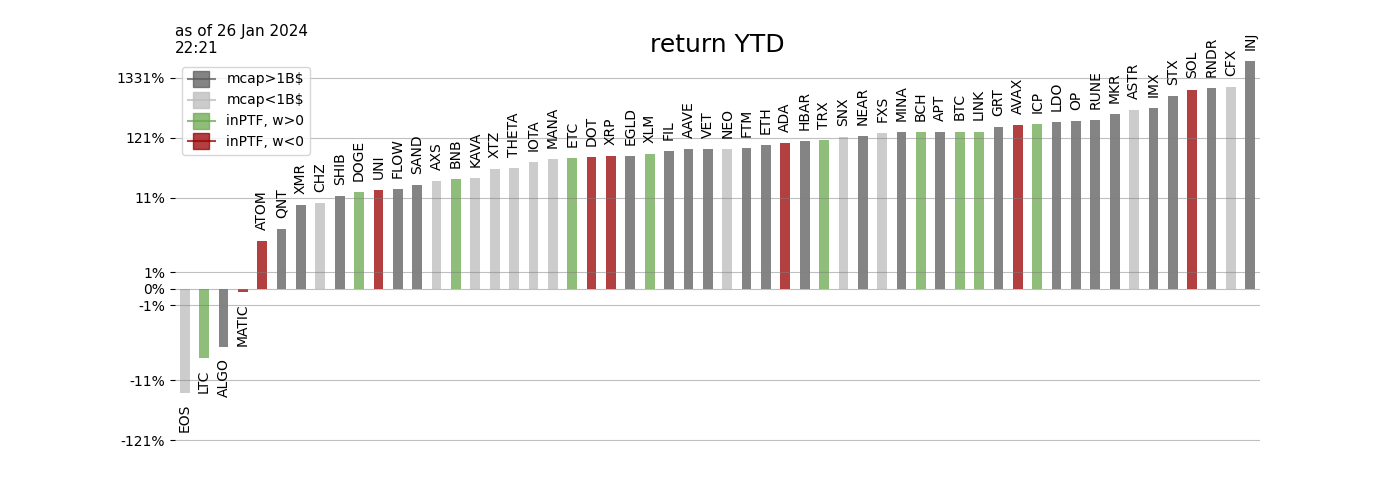 as of 26 Jan 2024
22:21
return YTD
mcap>1B$
mcap<1B$
inPTF, w>0
inPTF, w<0
1331%
121%
11%
1%
0%
-1%
-11%
-121%
EOS
LTC
ALGO
MATIC
ATOM
QNT
XMR
CHZ
SHIB
DOGE
UNI
FLOW
SAND
AXS
BNB
KAVA
XTZ
THETA
IOTA
MANA
ETC
DOT
XRP
EGLD
XLM
FIL
AAVE
VET
NEO
FTM
ETH
ADA
HBAR
TRX
SNX
NEAR
FXS
MINA
BCH
APT
BTC
LINK
GRT
AVAX
ICP
LDO
OP
RUNE
MKR
ASTR
IMX
STX
SOL
RNDR
CFX
INJ